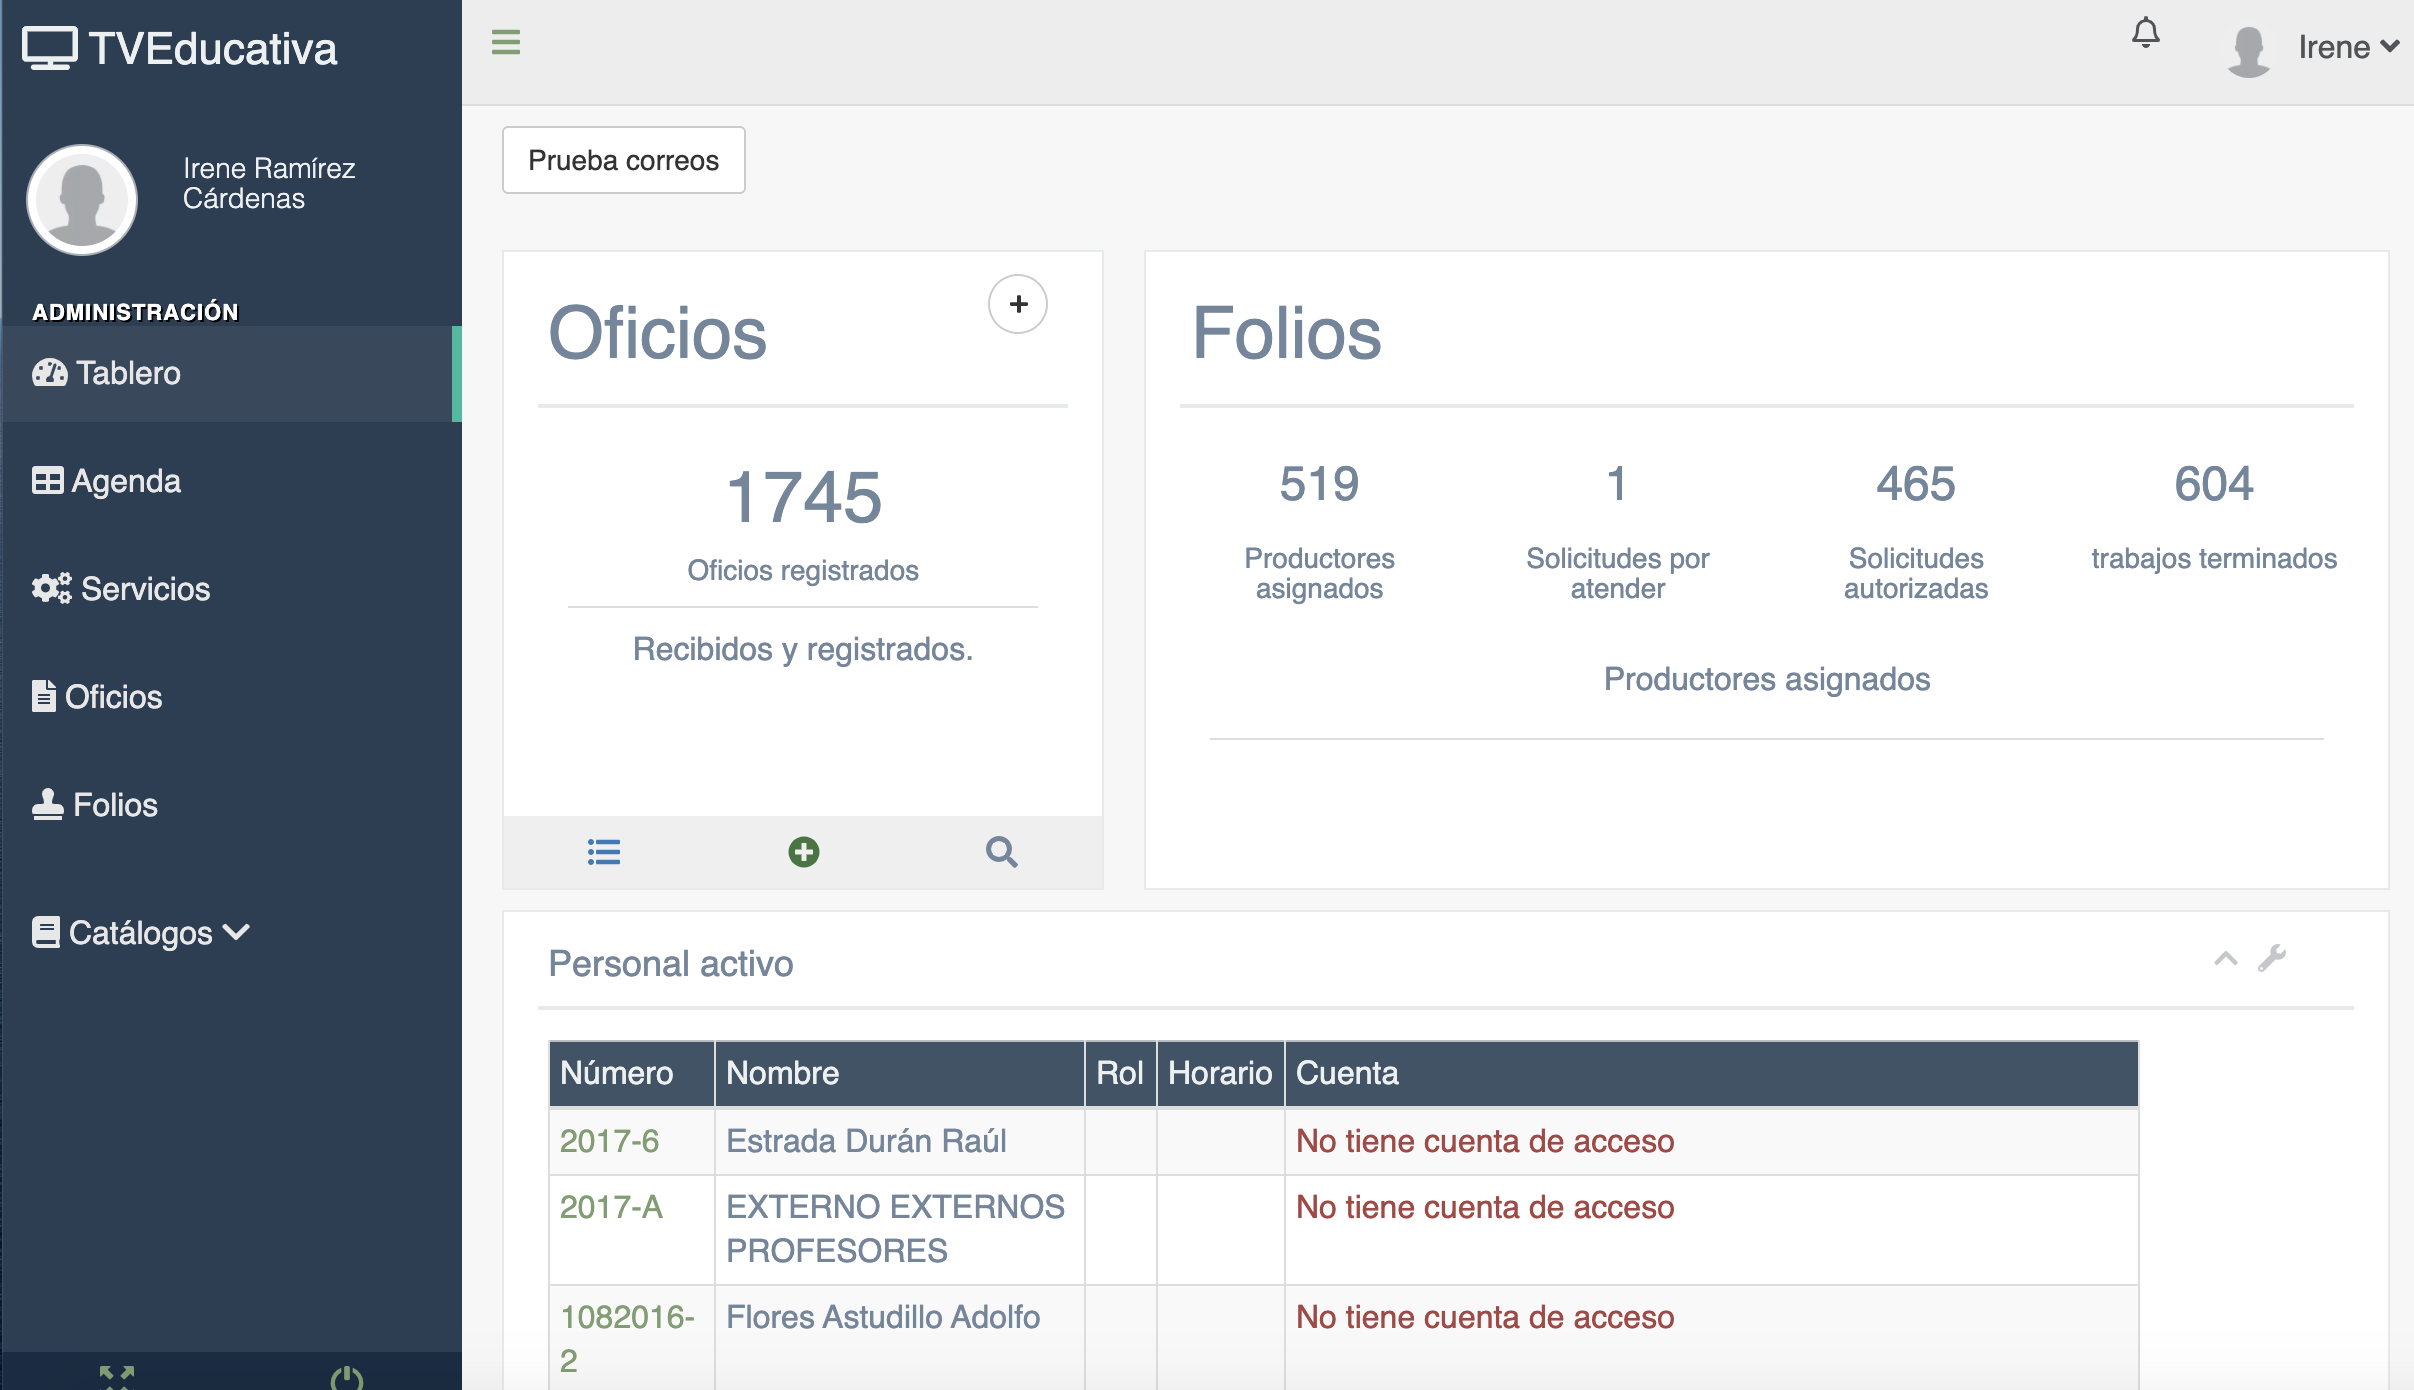 TVEducativa
Irene Ramírez
Cárdenas
ADMINISTRACIÓN
Tablero
Agenda
Servicios
Oficios
Folios
Catálogos
Irene
Prueba correos
Oficios
1745
Oficios registrados
Recibidos y registrados.
Folios
519
Productores
asignados
1
Solicitudes por
atender
465
Solicitudes
autorizadas
604
trabajos terminados
Productores asignados
Personal activo
Número Nombre Rol Horario Cuenta
2017-6 Estrada Durán Raúl No tiene cuenta de acceso
2017-A EXTERNO EXTERNOS No tiene cuenta de acceso
PROFESORES
1082016- Flores Astudillo Adolfo No tiene cuenta de acceso
2